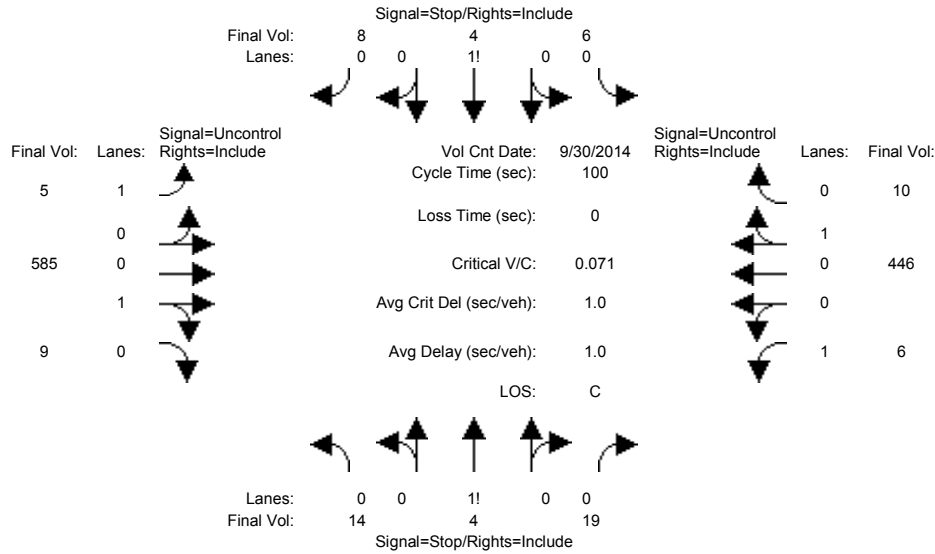 Signal=Stop/Rights=Include
Final Vol: 8 4 6
Lanes: 0 0 1! 0 0
Signal=Uncontrol
Final Vol: Lanes: Rights=Include
Vol Cnt Date: 9/30/2014
Signal=Uncontrol
Rights=Include Lanes: Final Vol:
Cycle Time (sec): 100
5 1
0 10
Loss Time (sec): 0
0
1
585 0
Critical V/C: 0.071
0 446
1
Avg Crit Del (sec/veh): 1.0
0
9 0
Avg Delay (sec/veh): 1.0
1 6
LOS: C
Lanes: 0 0 1! 0 0
Final Vol: 14 4 19
Signal=Stop/Rights=Include